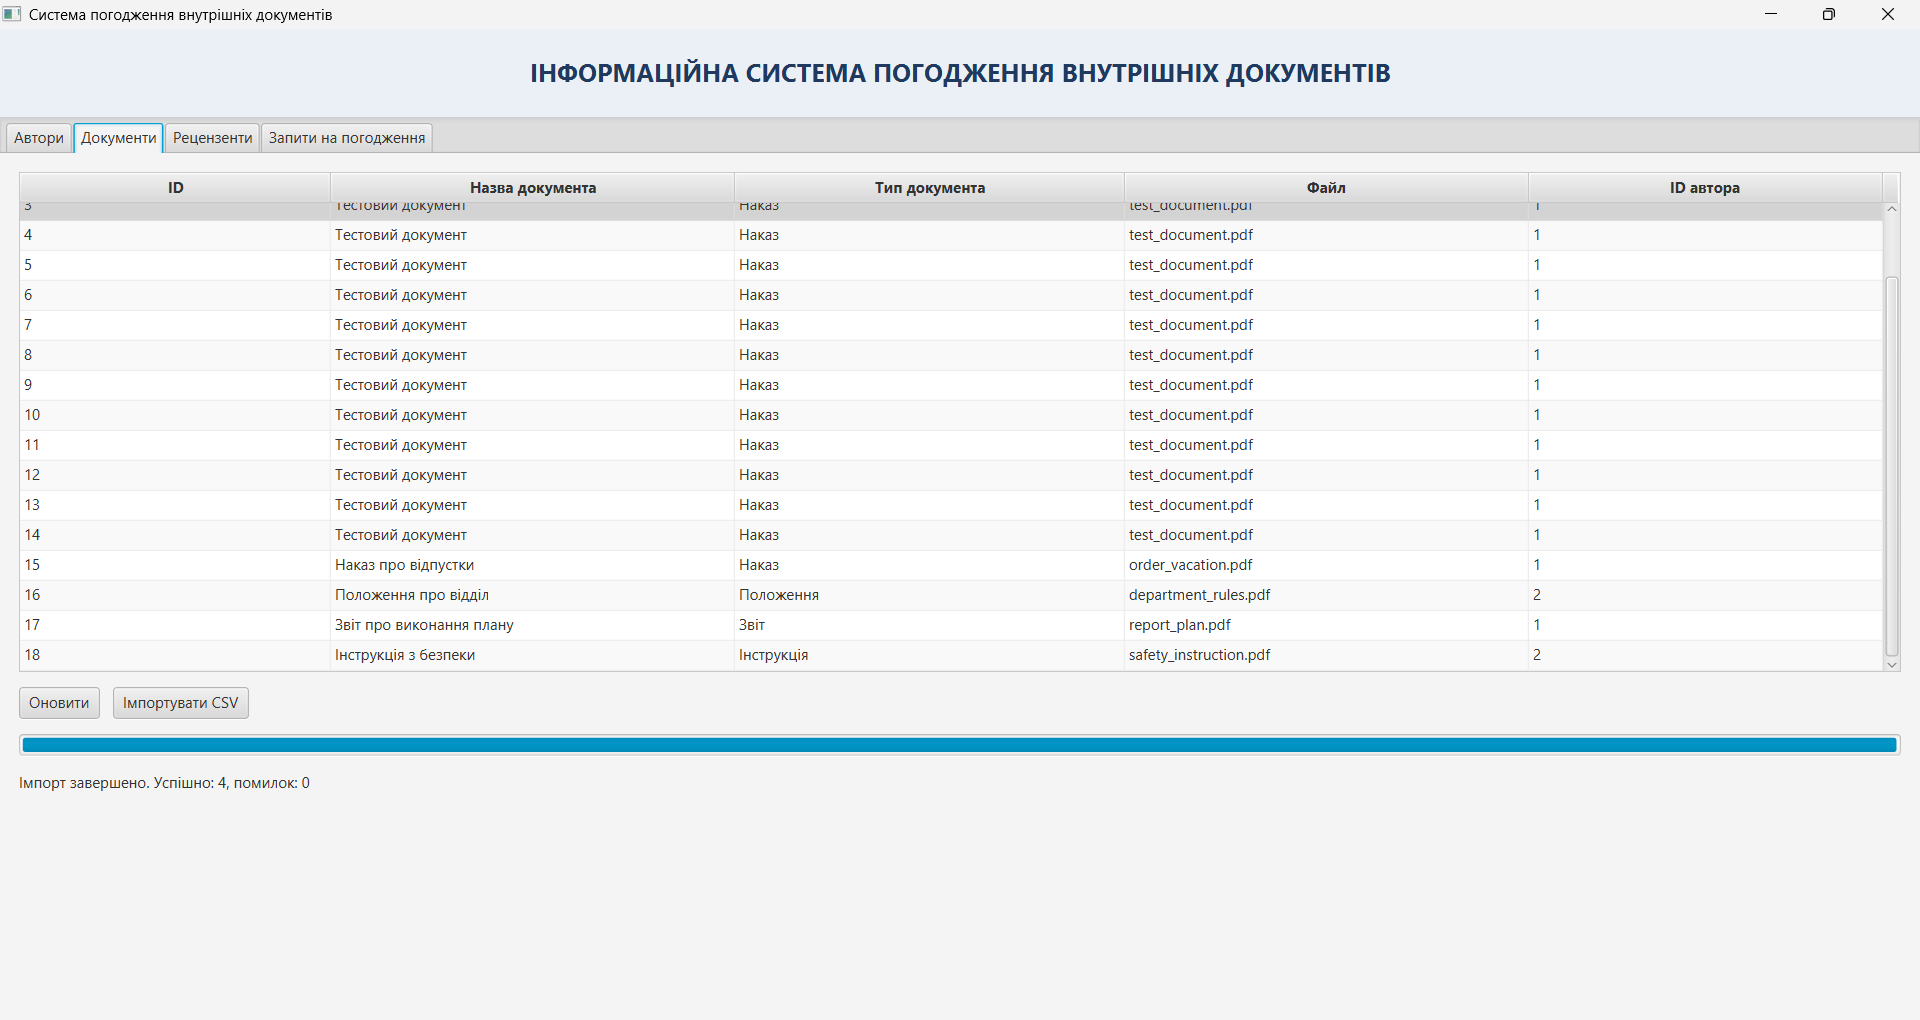 Система погодження внутрішніх документів
ІНФОРМАЦІЙНА СИСТЕМА ПОГОДЖЕННЯ ВНУТРІШНІХ ДОКУМЕНТІВ
Автори Документи Рецензенти Запити на погодження
ID Назва документа Тип документа Файл ID автора
3 Тестовий документ Наказ test_document.pdf 1
4 Тестовий документ Наказ test_document.pdf 1
5 Тестовий документ Наказ test_document.pdf 1
6 Тестовий документ Наказ test_document.pdf 1
7 Тестовий документ Наказ test_document.pdf 1
8 Тестовий документ Наказ test_document.pdf 1
9 Тестовий документ Наказ test_document.pdf 1
10 Тестовий документ Наказ test_document.pdf 1
11 Тестовий документ Наказ test_document.pdf 1
12 Тестовий документ Наказ test_document.pdf 1
13 Тестовий документ Наказ test_document.pdf 1
14 Тестовий документ Наказ test_document.pdf 1
15 Наказ про відпустки Наказ order_vacation.pdf 1
16 Положення про відділ Положення department_rules.pdf 2
17 Звіт про виконання плану Звіт report_plan.pdf 1
18 Інструкція з безпеки Інструкція safety_instruction.pdf 2
Оновити Імпортувати CSV
Імпорт завершено. Успішно: 4, помилок: 0